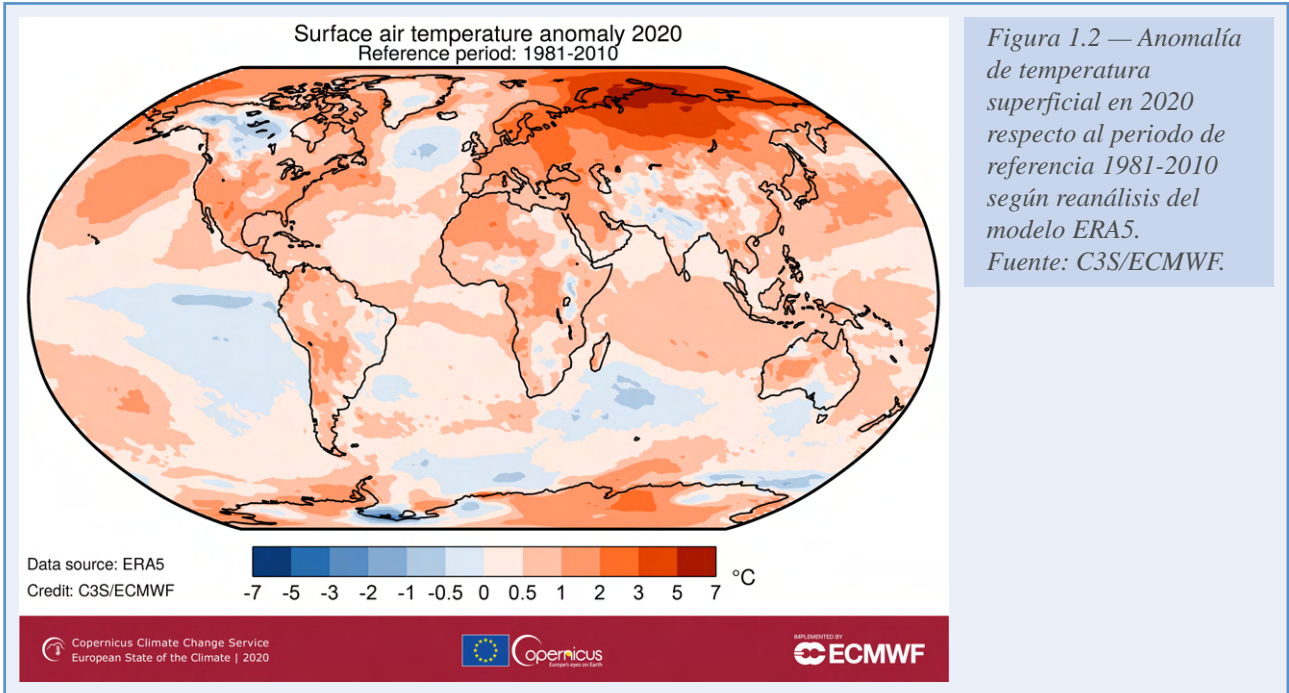 Surface air temperature anomaly 2020
Reference period: 1981-2010
Data source: ERA5
Credit: C3S/ECMWF
-7 -5 -3 -2 -1 -0.5 0 0.5 1 2 3 5 7
°C
Copernicus Climate Change Service
European State of the Climate | 2020
Copernicus
Europe's eyes on Earth
IMPLEMENTED BY
ECMWF
Figura 1.2 — Anomalía
de temperatura
superficial en 2020
respecto al periodo de
referencia 1981-2010
según reanálisis del
modelo ERA5.
Fuente: C3S/ECMWF.